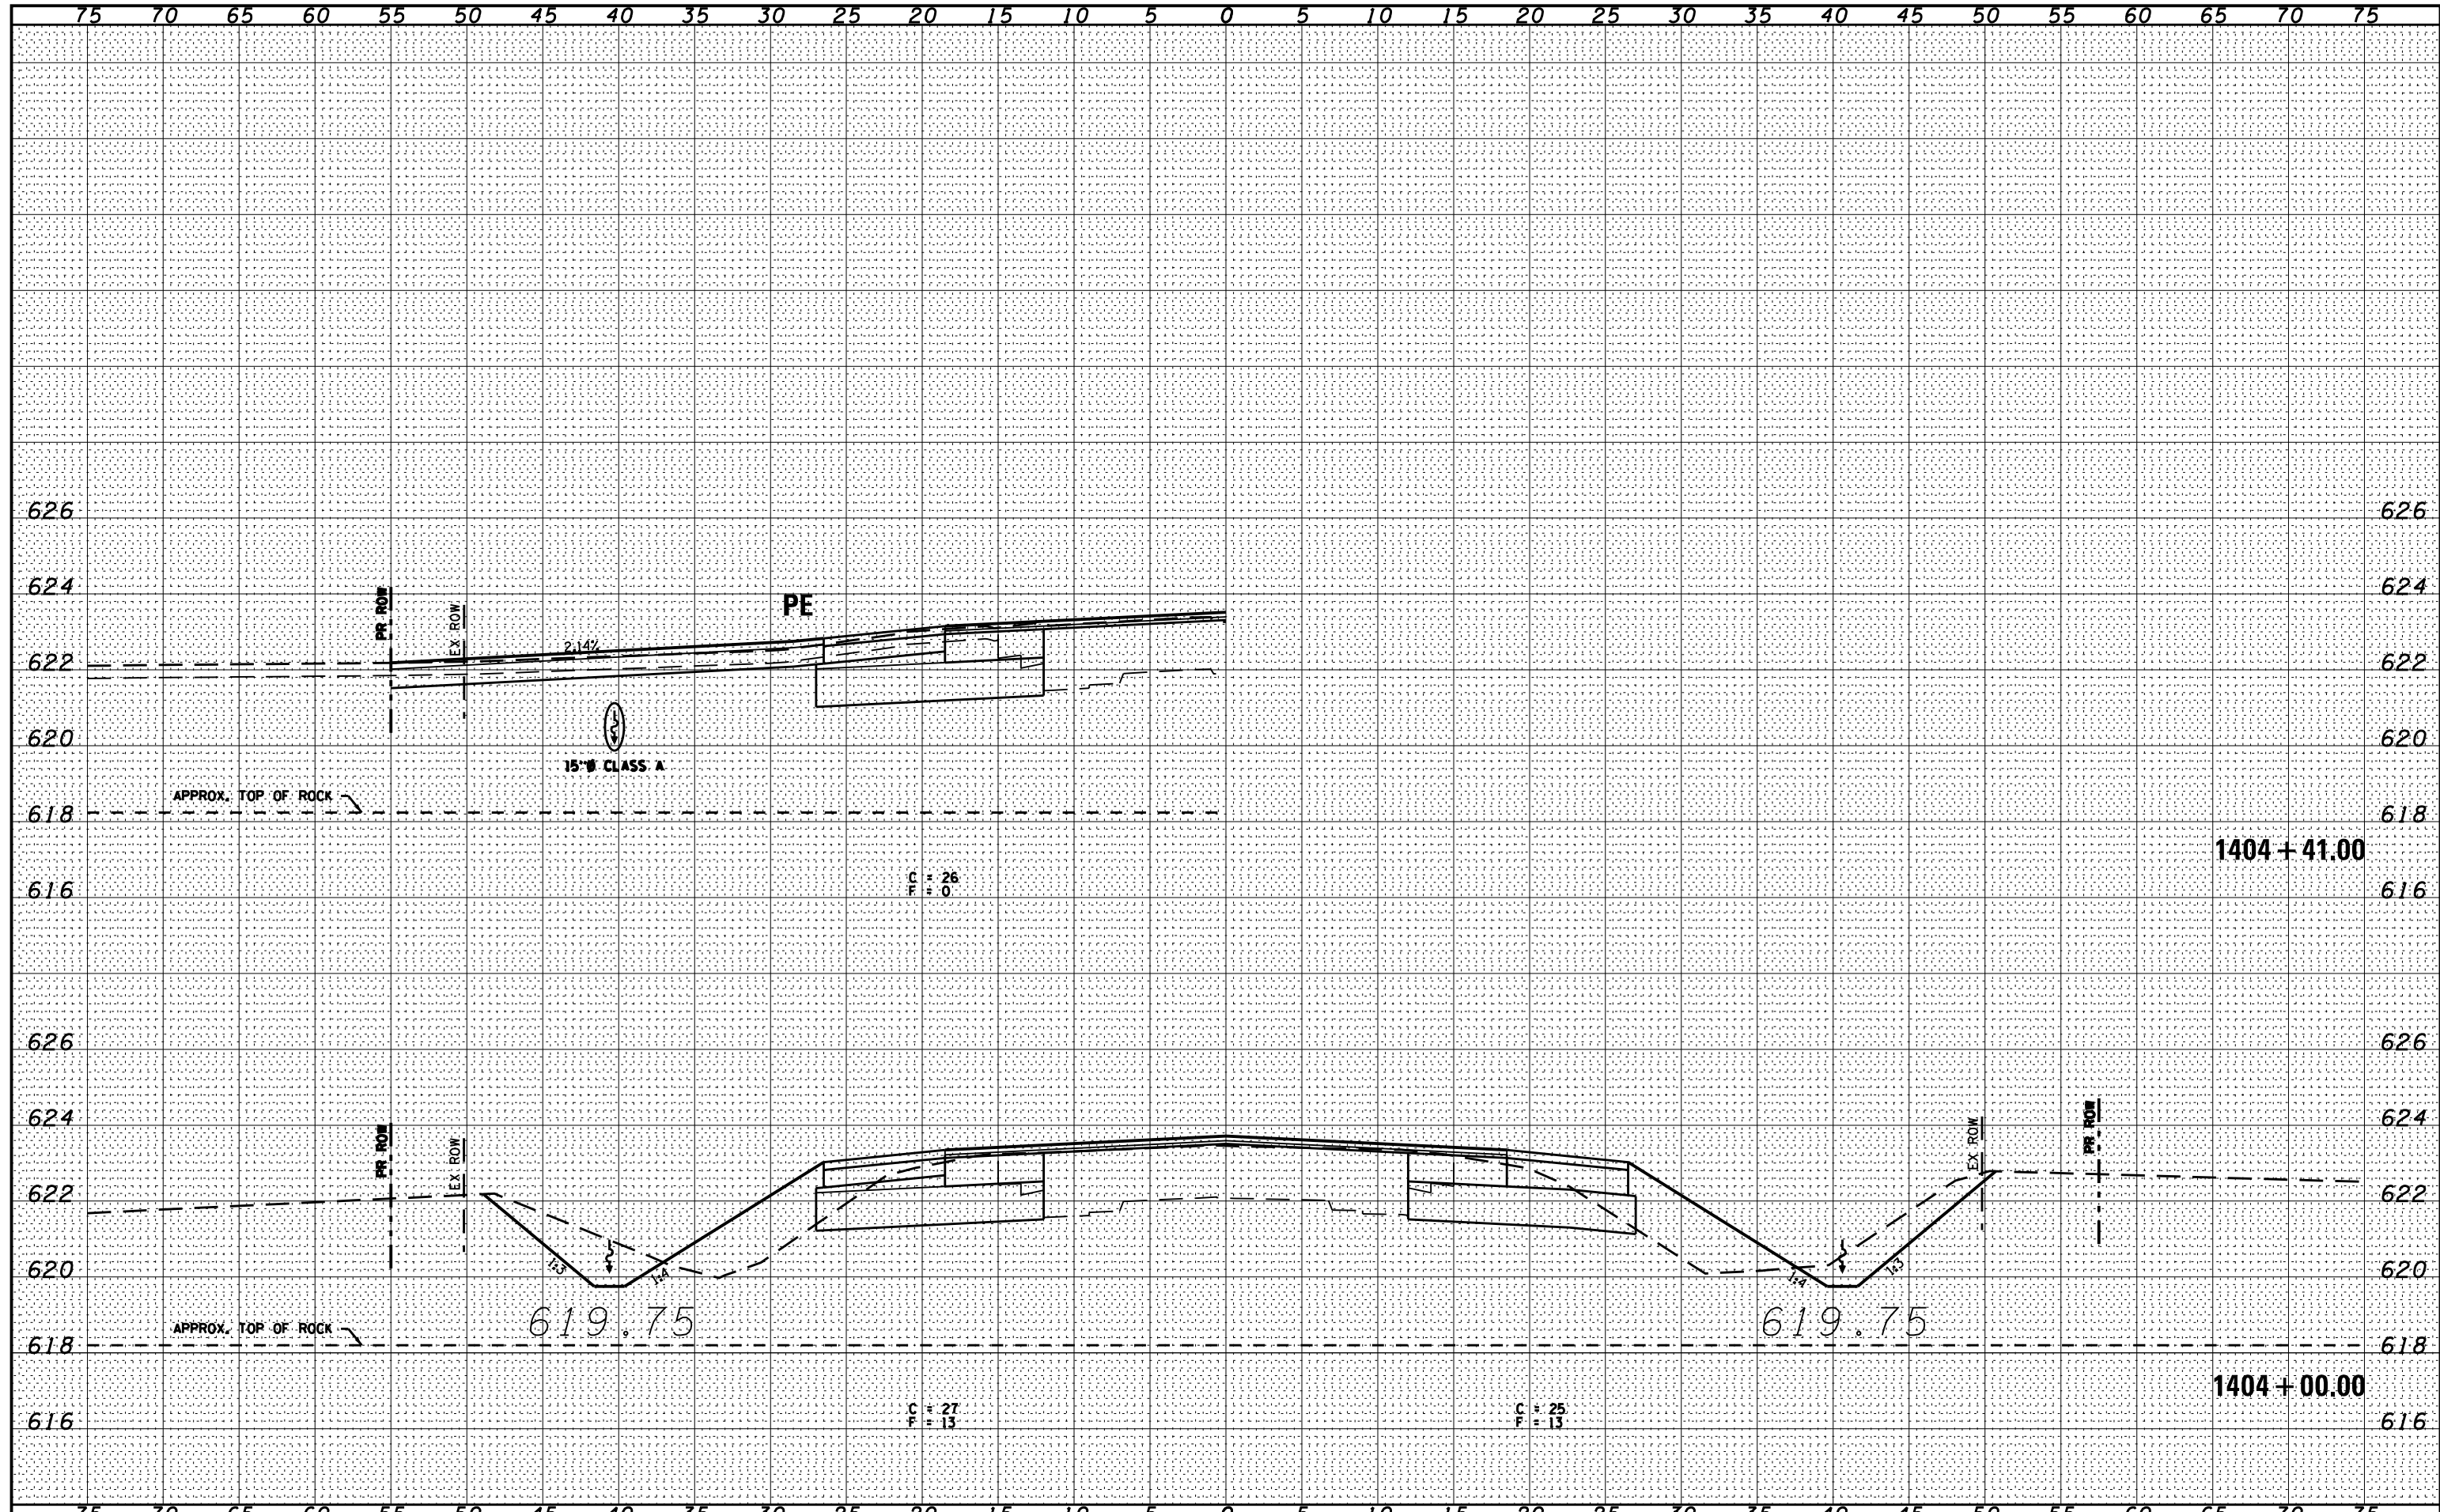 75 70 65 60 55 50 45 40 35 30 25 20 15 10 5 0 5 10 15 20 25 30 35 40 45 50 55 60 65 70 75
626 626
624 PR ROW EX ROW PE 624
622 2.14% 622
620 620
15"Ø CLASS A
APPROX. TOP OF ROCK
618 618
1404 + 41.00
C = 26
F = 0
616 616
626 626
624 624
PR ROW EX ROW EX ROW PR ROW
622 622
620 1:3 1:4 1:4 1:3 620
619.75 619.75
APPROX. TOP OF ROCK
618 618
1404 + 00.00
C = 27 C = 25
F = 13 F = 13
616 616
75 70 65 60 55 50 45 40 35 30 25 20 15 10 5 0 5 10 15 20 25 30 35 40 45 50 55 60 65 70 75